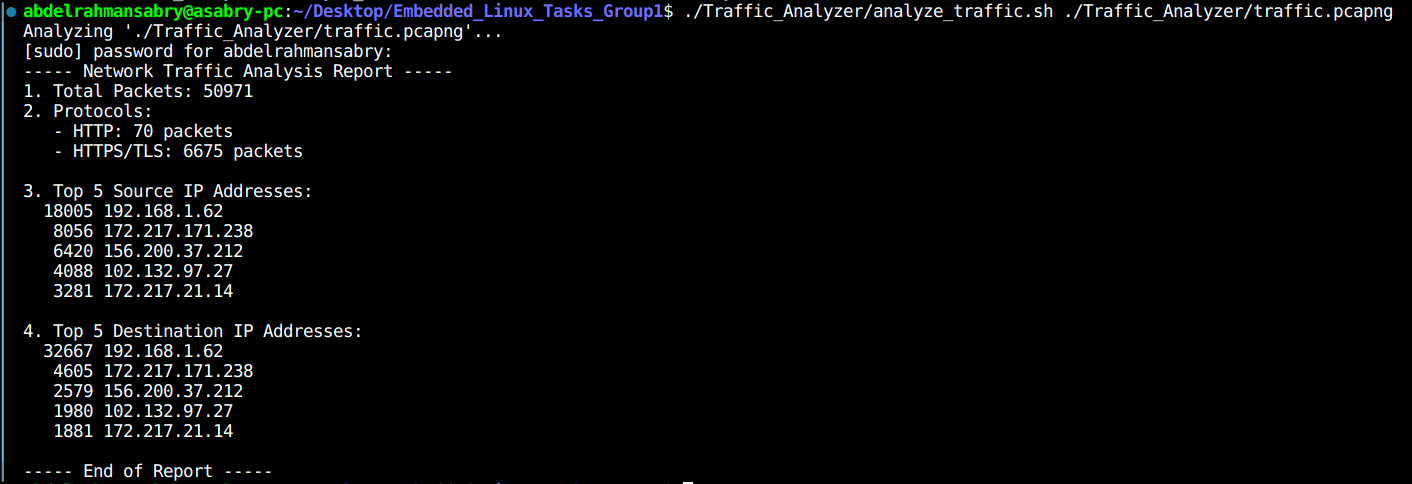 abdelrahmansabry@asabry-pc:~/Desktop/Embedded_Linux_Tasks_Group1$ ./Traffic_Analyzer/analyze_traffic.sh ./Traffic_Analyzer/traffic.pcapng
Analyzing './Traffic_Analyzer/traffic.pcapng'...
[sudo] password for abdelrahmansabry:
----- Network Traffic Analysis Report -----
1. Total Packets: 50971
2. Protocols:
   - HTTP: 70 packets
   - HTTPS/TLS: 6675 packets

3. Top 5 Source IP Addresses:
  18005 192.168.1.62
   8056 172.217.171.238
   6420 156.200.37.212
   4088 102.132.97.27
   3281 172.217.21.14

4. Top 5 Destination IP Addresses:
  32667 192.168.1.62
   4605 172.217.171.238
   2579 156.200.37.212
   1980 102.132.97.27
   1881 172.217.21.14

----- End of Report -----